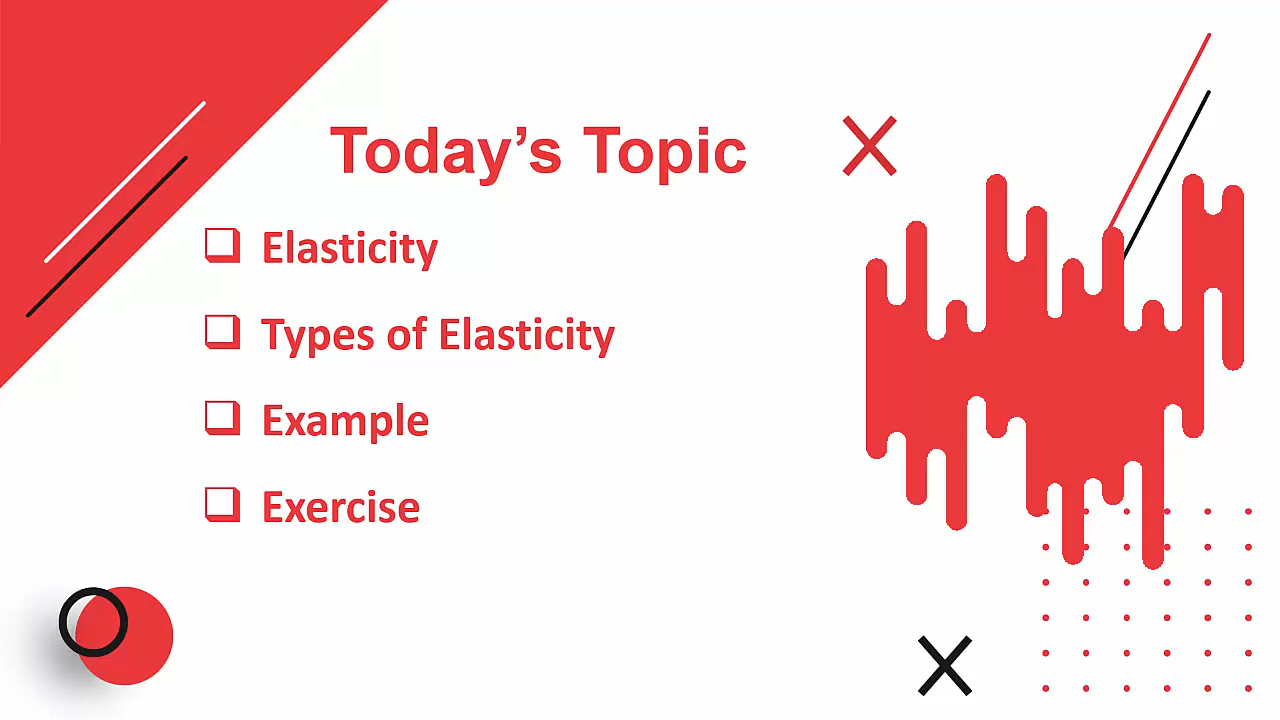 Today’s Topic
Elasticity
Types of Elasticity
Example
Exercise